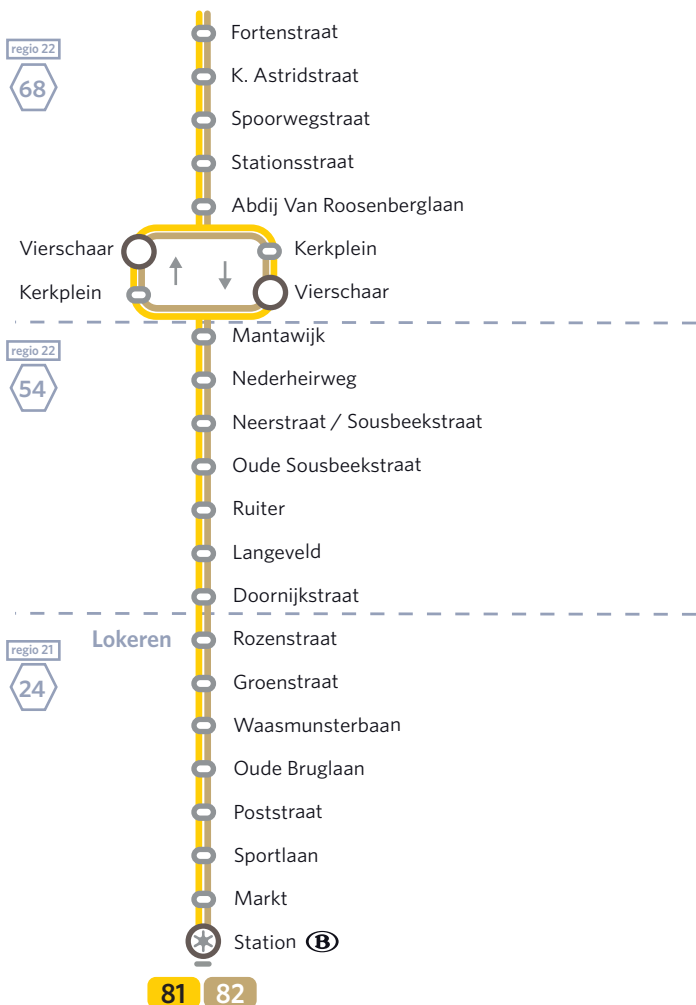 Fortenstraat
regio 22
68
K. Astridstraat
Spoorwegstraat
Stationsstraat
Abdij Van Roosenberglaan
Vierschaar
Kerkplein
Kerkplein
Vierschaar
Mantawijk
regio 22
54
Nederheirweg
Neerstraat / Sousbeekstraat
Oude Sousbeekstraat
Ruiter
Langeveld
Doornijkstraat
Lokeren
Rozenstraat
regio 21
24
Groenstraat
Waasmunsterbaan
Oude Bruglaan
Poststraat
Sportlaan
Markt
Station B
81 82